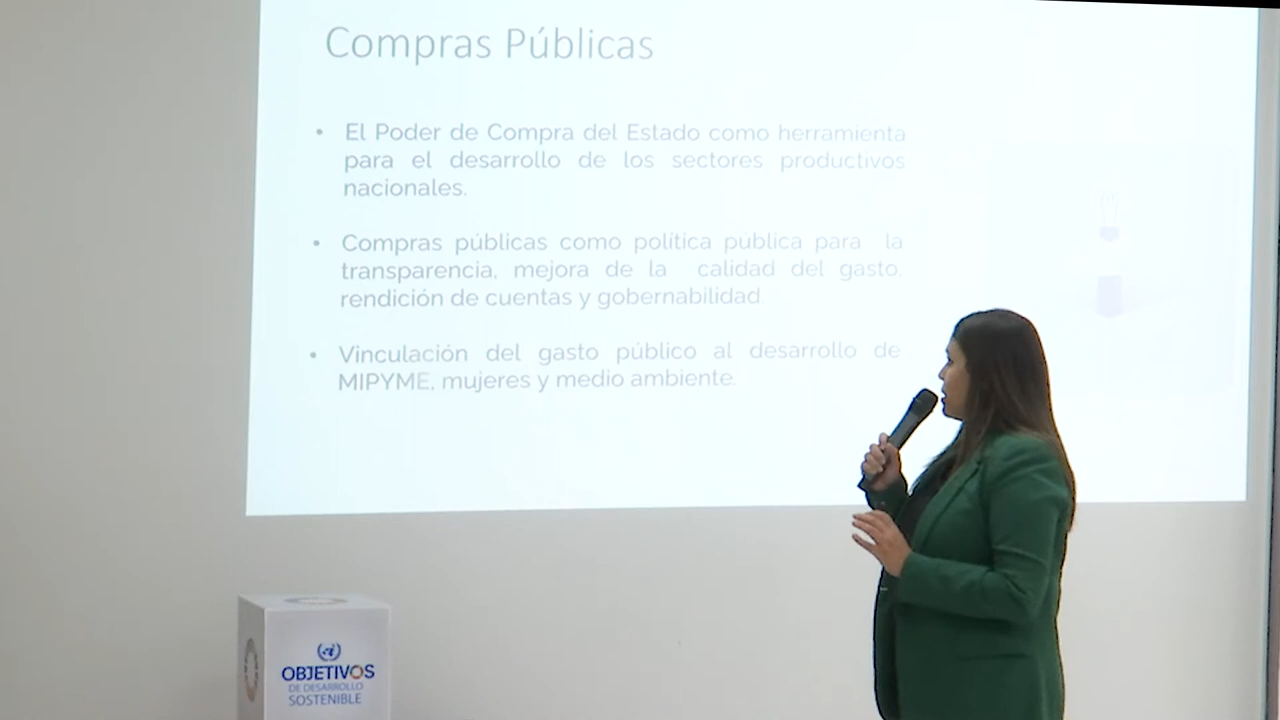 Compras Públicas
• El Poder de Compra del Estado como herramienta
para el desarrollo de los sectores productivos
nacionales.
• Compras públicas como política pública para la
transparencia, mejora de la calidad del gasto,
rendición de cuentas y gobernabilidad.
• Vinculación del gasto público al desarrollo de
MIPYME, mujeres y medio ambiente.
OBJETIVOS
DE DESARROLLO
SOSTENIBLE